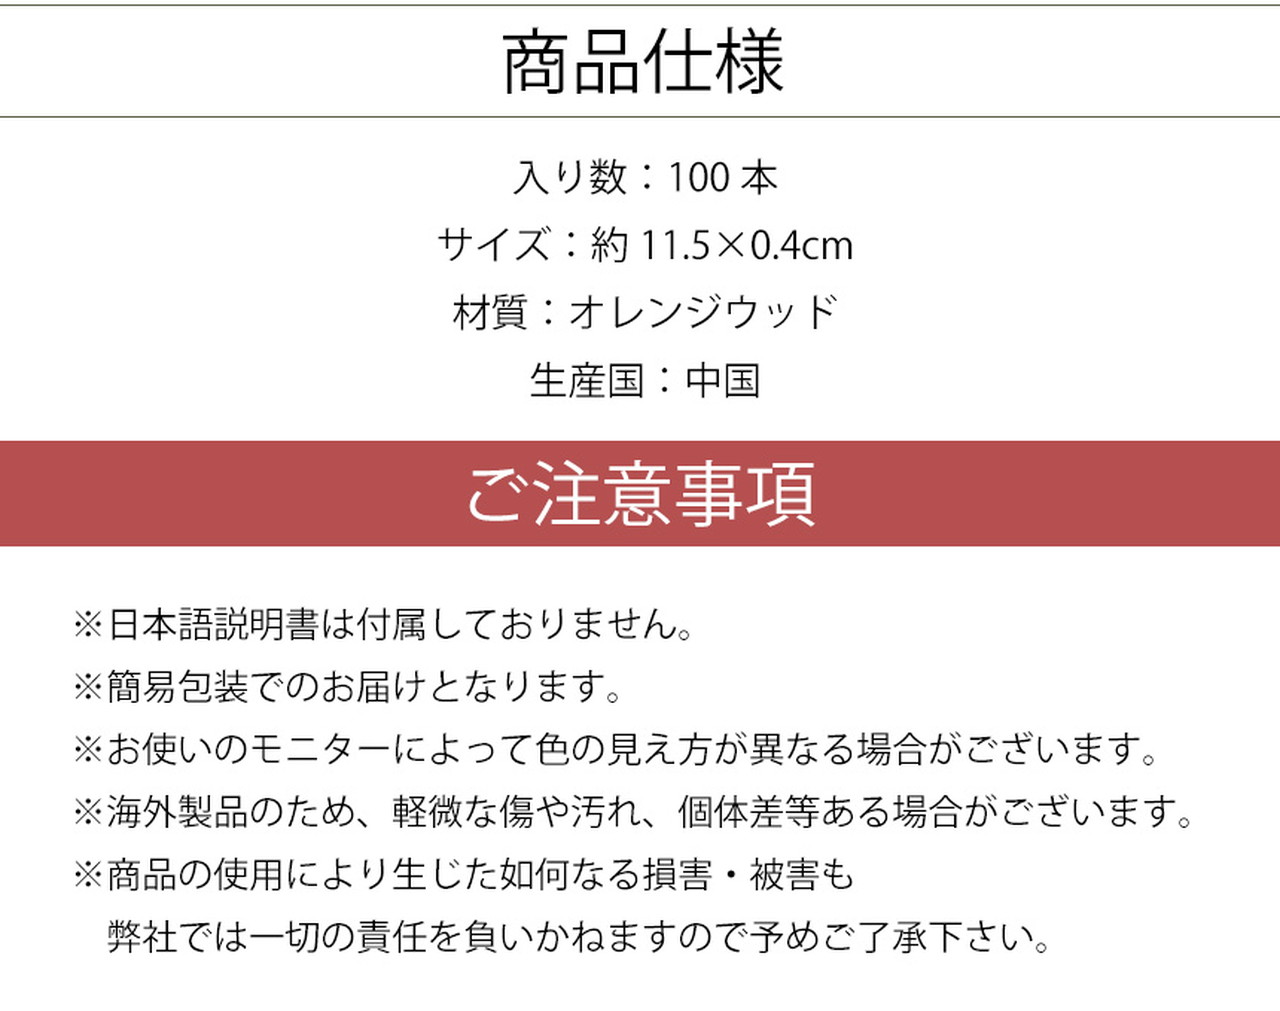 商品仕様
入り数：100 本
サイズ：約 11.5×0.4cm
材質：オレンジウッド
生産国：中国
ご注意事項
※日本語説明書は付属しておりません。
※簡易包装でのお届けとなります。
※お使いのモニターによって色の見え方が異なる場合がございます。
※海外製品のため、軽微な傷や汚れ、個体差等ある場合がございます。
※商品の使用により生じた如何なる損害・被害も
弊社では一切の責任を負いかねますので予めご了承下さい。